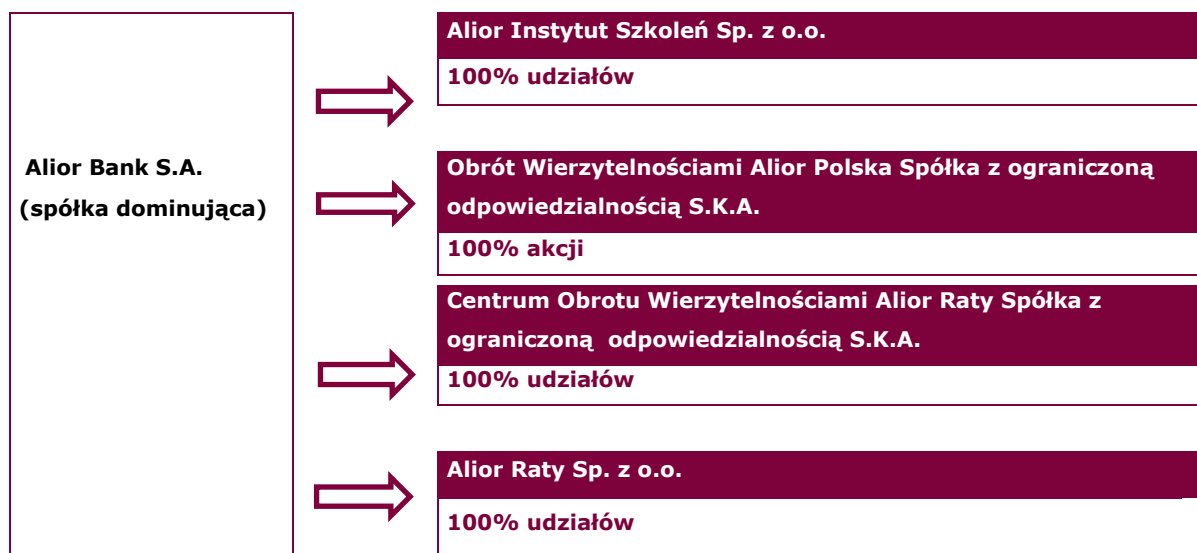 Alior Bank S.A.
(spółka dominująca)
Alior Instytut Szkoleń Sp. z o.o.
100% udziałów
Obrót Wierzytelnościami Alior Polska Spółka z ograniczoną
odpowiedzialnością S.K.A.
100% akcji
Centrum Obrotu Wierzytelnościami Alior Raty Spółka z
ograniczoną odpowiedzialnością S.K.A.
100% udziałów
Alior Raty Sp. z o.o.
100% udziałów